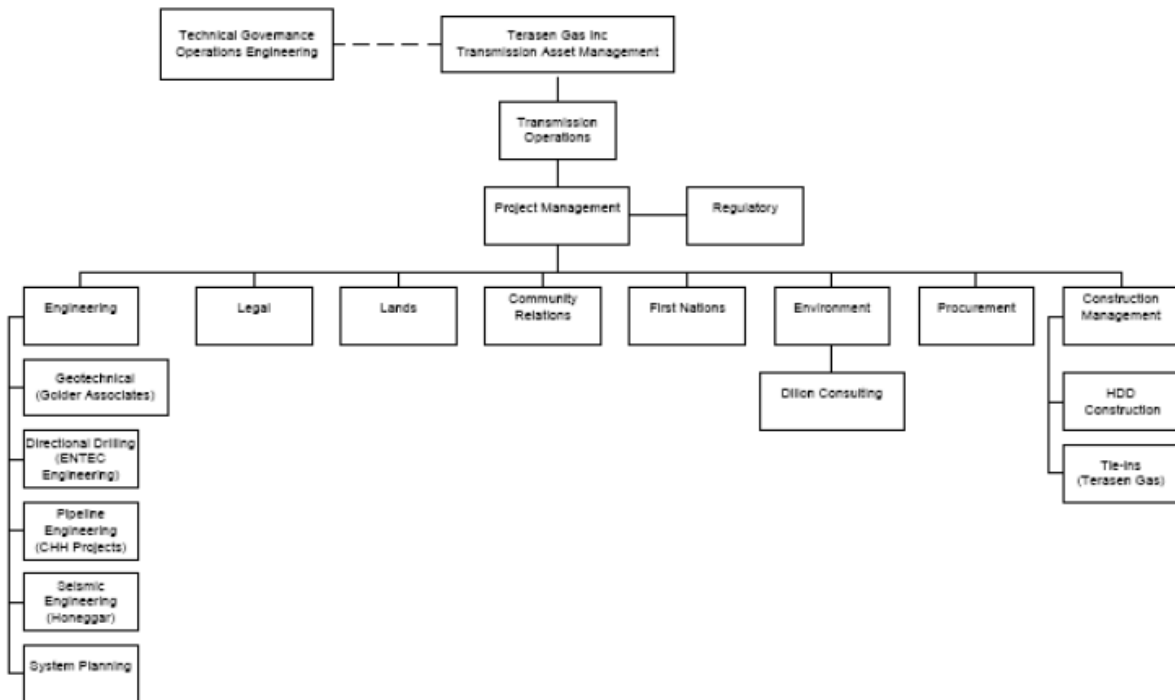 Technical Governance
Operations Engineering
Terasen Gas Inc
Transmission Asset Management
Transmission
Operations
Project Management
Regulatory
Engineering
Legal
Lands
Community
Relations
First Nations
Environment
Procurement
Construction
Management
Geotechnical
(Golder Associates)
Dillon Consulting
HDD
Construction
Directional Drilling
(ENTEC
Engineering)
Tie-ins
(Terasen Gas)
Pipeline
Engineering
(CHH Projects)
Seismic
Engineering
(Honeggar)
System Planning